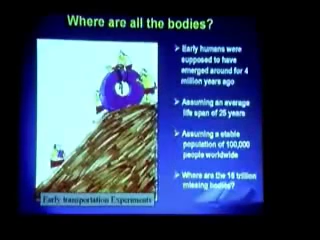 Where are all the bodies?
Early humans were
supposed to have
emerged around for 4
million years ago
Assuming an average
life span of 25 years
Assuming a stable
population of 100,000
people worldwide
Where are the 16 trillion
missing bodies?
Early transportation Experiments